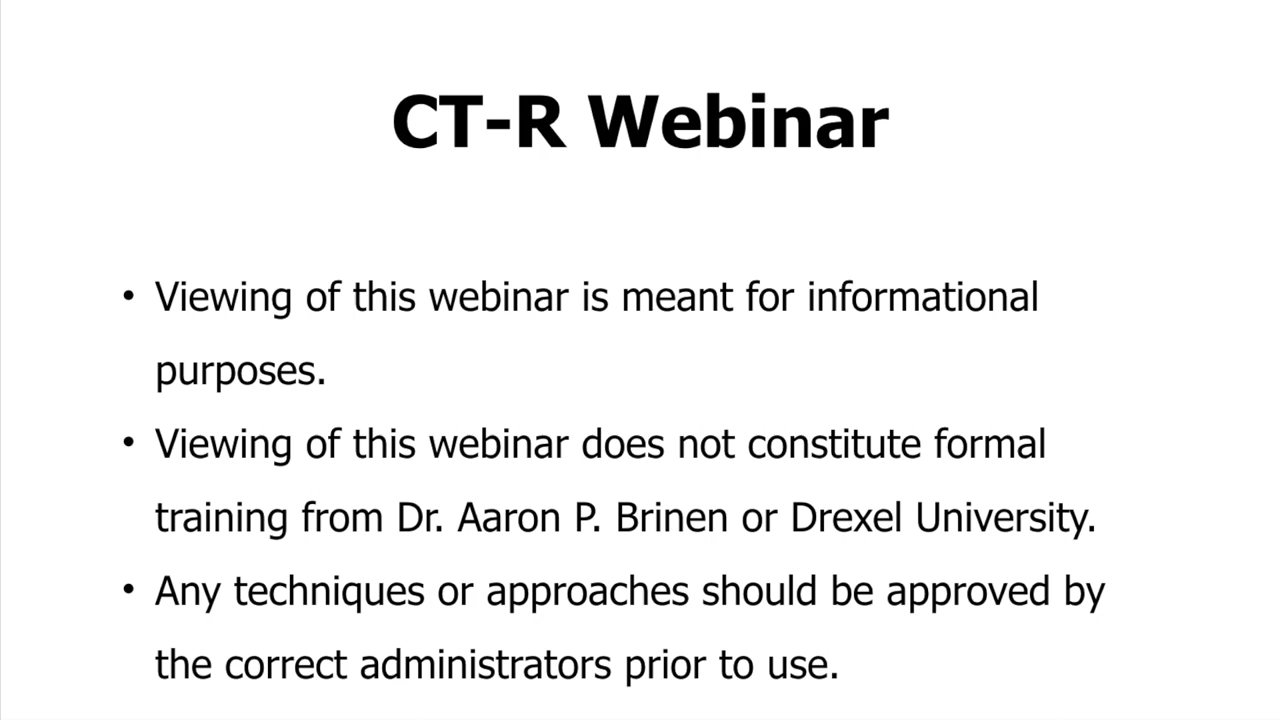 CT-R Webinar
• Viewing of this webinar is meant for informational
purposes.
• Viewing of this webinar does not constitute formal
training from Dr. Aaron P. Brinen or Drexel University.
• Any techniques or approaches should be approved by
the correct administrators prior to use.